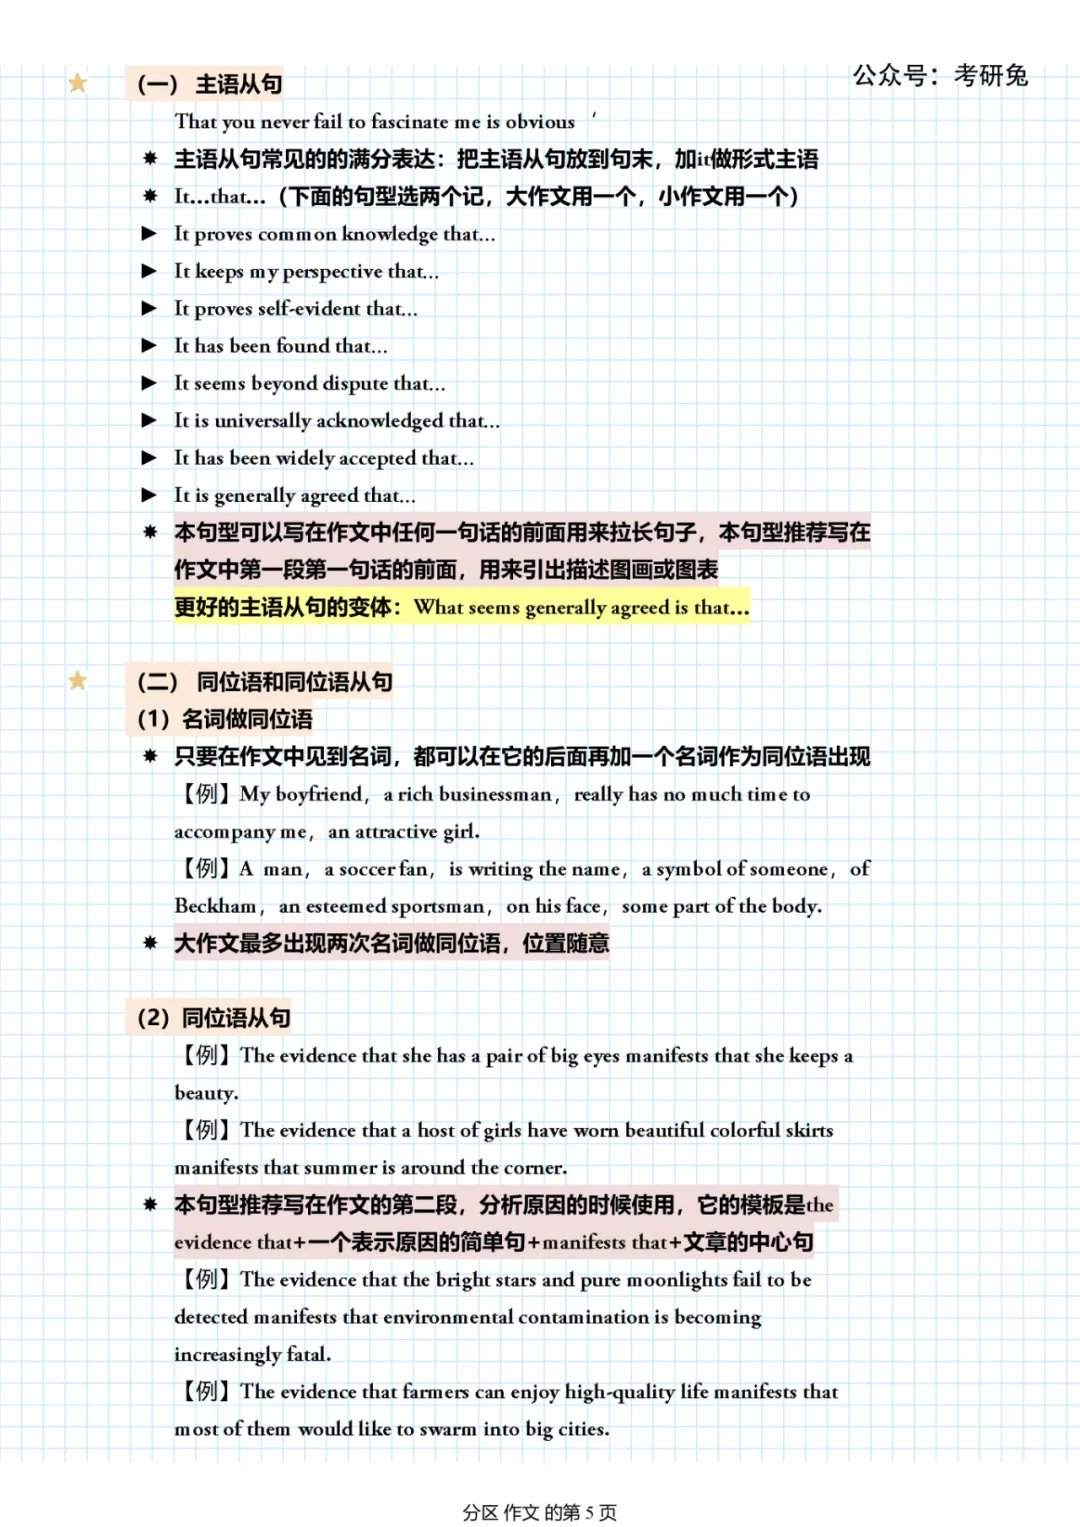 公众号：考研兔
（一） 主语从句
That you never fail to fascinate me is obvious ‘
✸ 主语从句常见的的满分表达：把主语从句放到句末，加it做形式主语
✸ It...that...（下面的句型选两个记，大作文用一个，小作文用一个）
► It proves common knowledge that...
► It keeps my perspective that...
► It proves self-evident that...
► It has been found that...
► It seems beyond dispute that...
► It is universally acknowledged that...
► It has been widely accepted that...
► It is generally agreed that...
✸ 本句型可以写在作文中任何一句话的前面用来拉长句子，本句型推荐写在
作文中第一段第一句话的前面，用来引出描述图画或图表
更好的主语从句的变体：What seems generally agreed is that...
（二） 同位语和同位语从句
（1）名词做同位语
✸ 只要在作文中见到名词，都可以在它的后面再加一个名词作为同位语出现
【例】My boyfriend，a rich businessman，really has no much time to
accompany me，an attractive girl.
【例】A man，a soccer fan，is writing the name，a symbol of someone，of
Beckham，an esteemed sportsman，on his face，some part of the body.
✸ 大作文最多出现两次名词做同位语，位置随意
（2）同位语从句
【例】The evidence that she has a pair of big eyes manifests that she keeps a
beauty.
【例】The evidence that a host of girls have worn beautiful colorful skirts
manifests that summer is around the corner.
✸ 本句型推荐写在作文的第二段，分析原因的时候使用，它的模板是the
evidence that+一个表示原因的简单句+manifests that+文章的中心句
【例】The evidence that the bright stars and pure moonlights fail to be
detected manifests that environmental contamination is becoming
increasingly fatal.
【例】The evidence that farmers can enjoy high-quality life manifests that
most of them would like to swarm into big cities.
分区 作文 的第 5 页